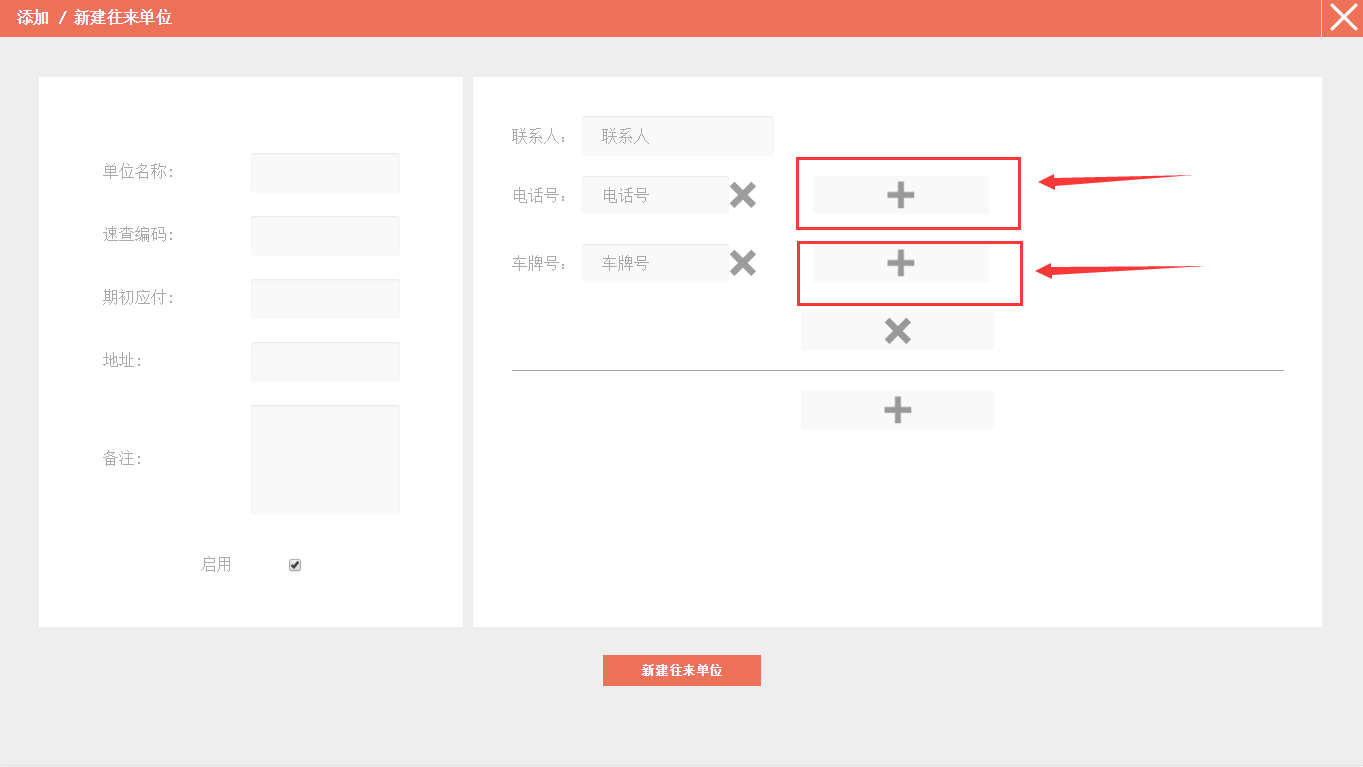 添加 / 新建往来单位
单位名称:
速查编码:
期初应付:
地址:
备注:
启用
联系人: 联系人
电话号: 电话号
车牌号: 车牌号
新建往来单位